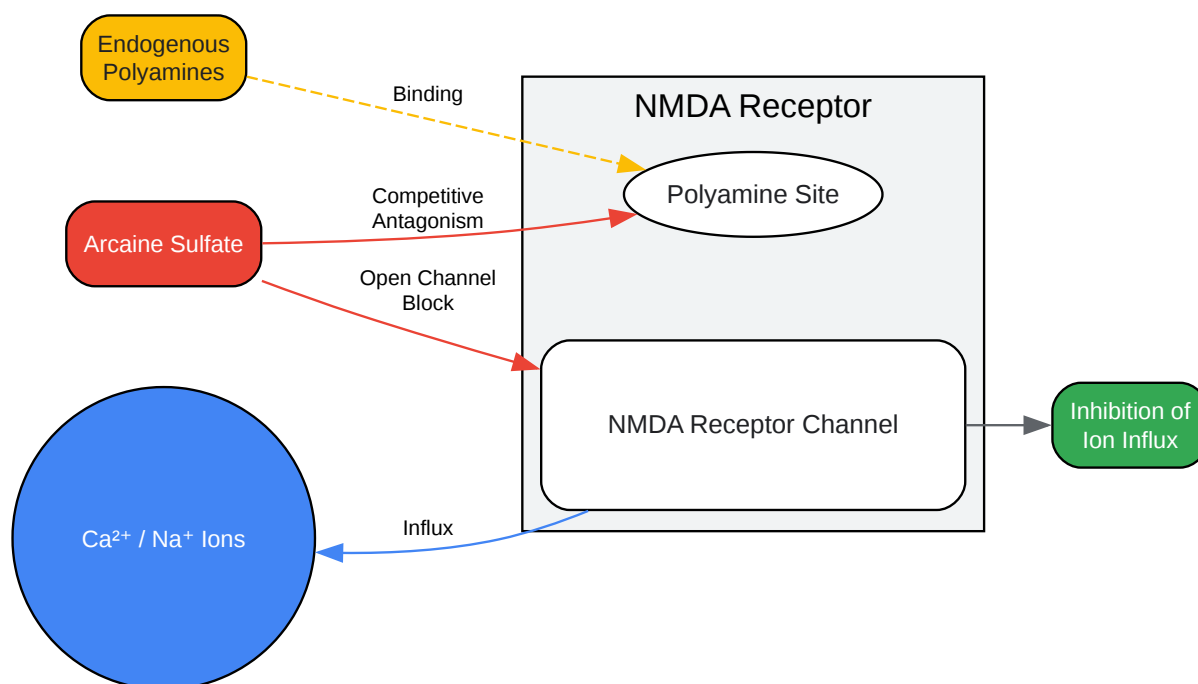 Endogenous
Polyamines
Binding
NMDA Receptor
Polyamine Site
Competitive
Antagonism
Arcaine Sulfate
Open Channel
Block
NMDA Receptor Channel
Inhibition of
Ion Influx
Influx
Ca²⁺ / Na⁺ Ions